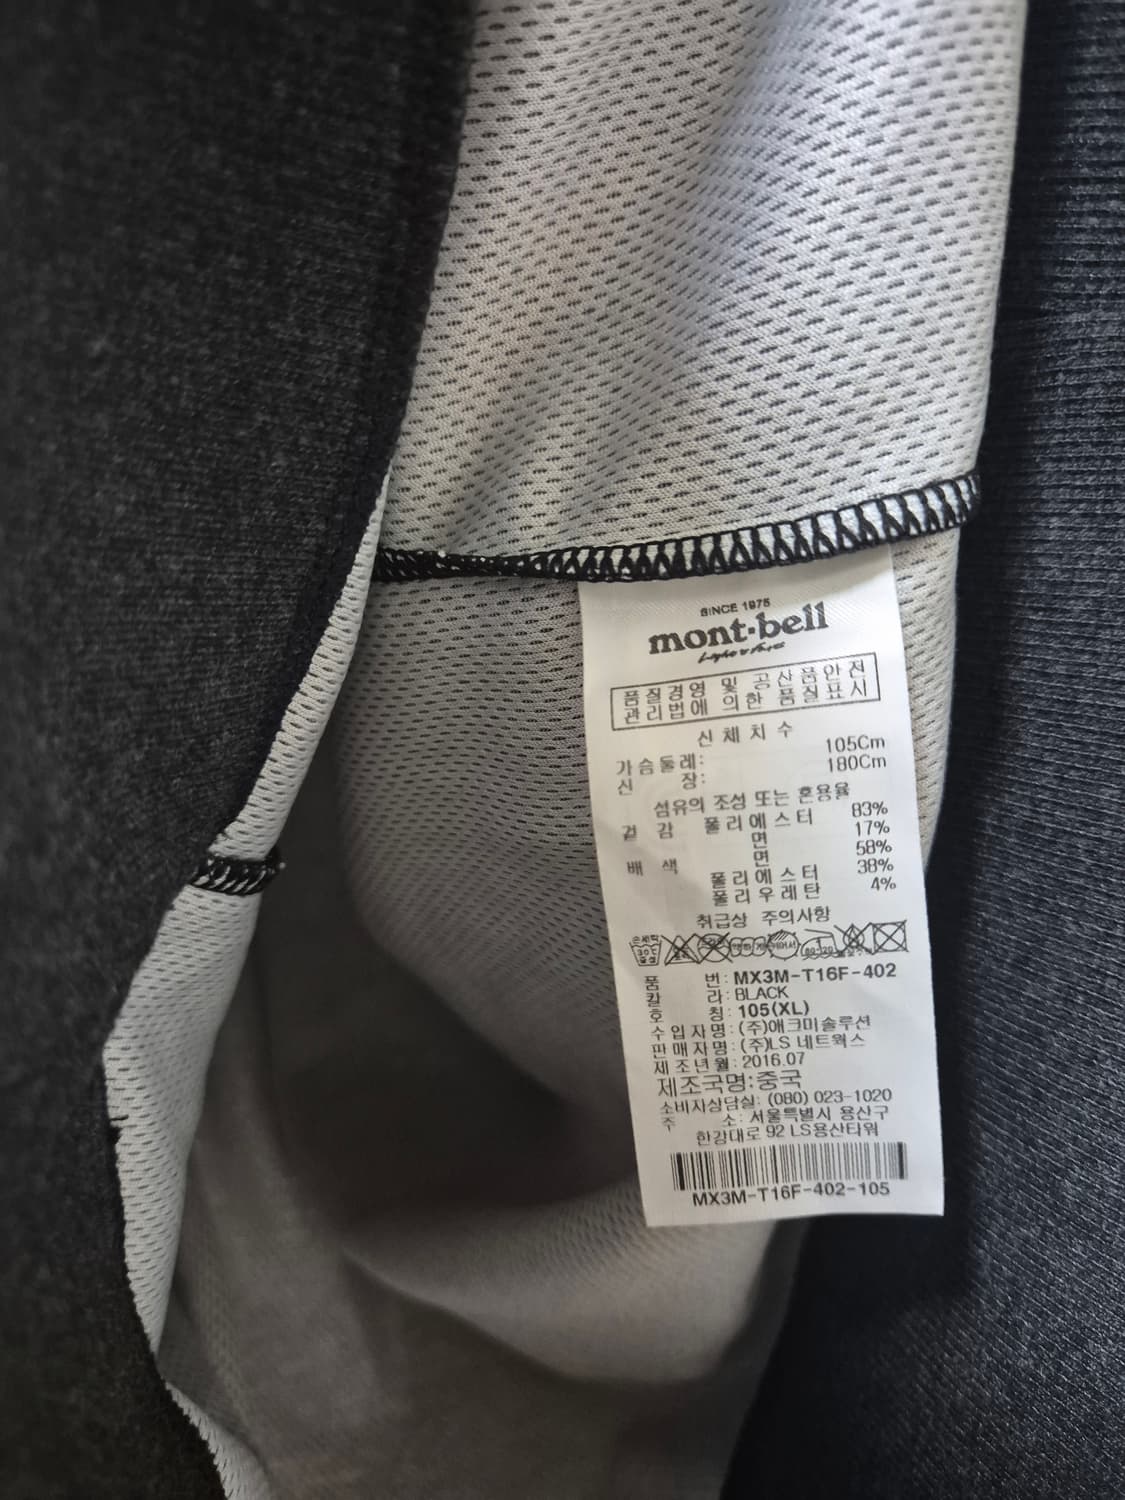 SINCE 1975
mont-bell
Light & Fast
품질경영 및 공산품안전
관리법에 의한 품질표시
신체치수
가슴둘레: 105Cm
신 장: 180Cm
섬유의 조성 또는 혼용율
겉 감 폴리에스터 83%
면 17%
배 색 면 58%
폴리에스터 38%
폴리우레탄 4%
취급상 주의사항
품 번: MX3M-T16F-402
칼 라: BLACK
호 칭: 105(XL)
수입자명: (주)애크미솔루션
판매자명: (주)LS 네트웍스
제조년월: 2016.07
제조국명: 중국
소비자상담실: (080) 023-1020
주 소: 서울특별시 용산구
한강대로 92 LS용산타워
MX3M-T16F-402-105